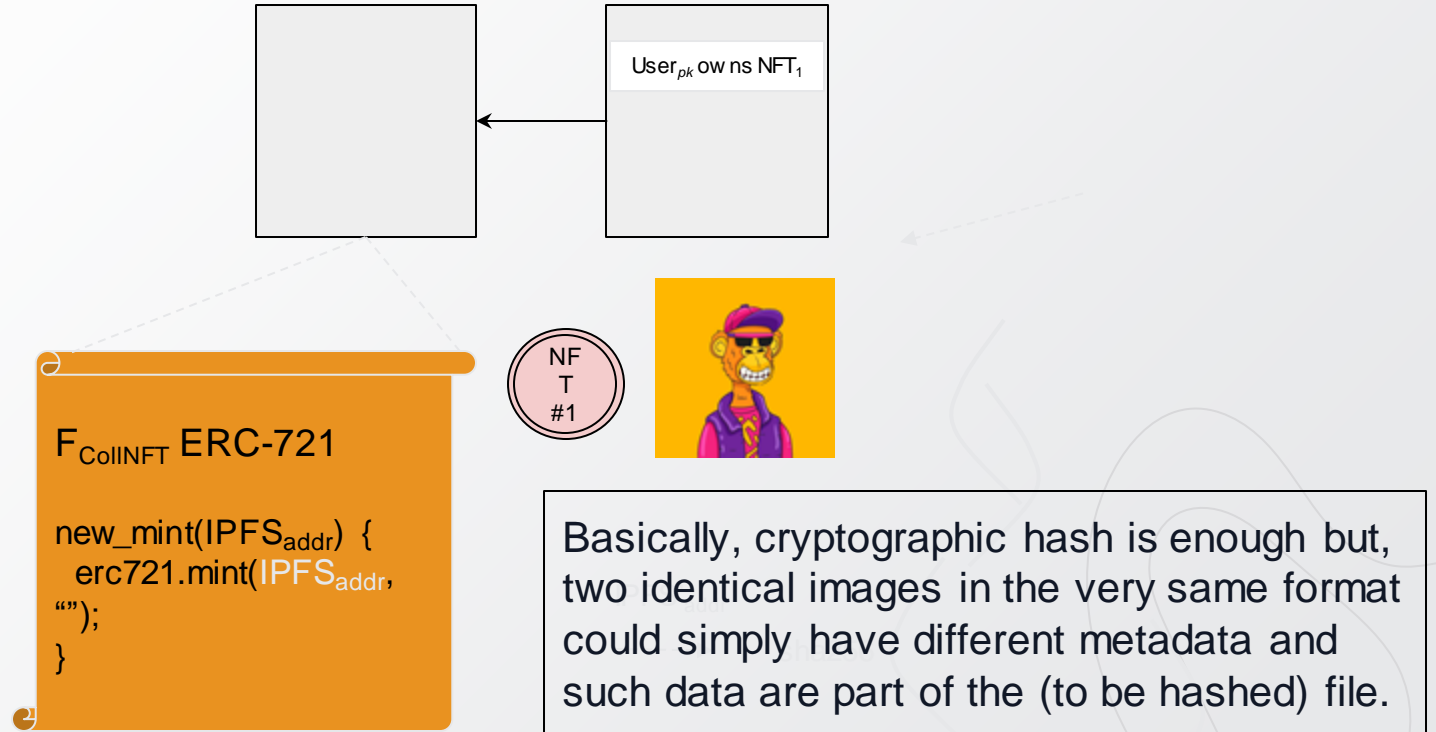 User_pk owns NFT_1
NF
T
#1
F_CollNFT ERC-721
new_mint(IPFS_addr) {
erc721.mint(IPFS_addr,
“”);
}
Basically, cryptographic hash is enough but,
two identical images in the very same format
could simply have different metadata and
such data are part of the (to be hashed) file.